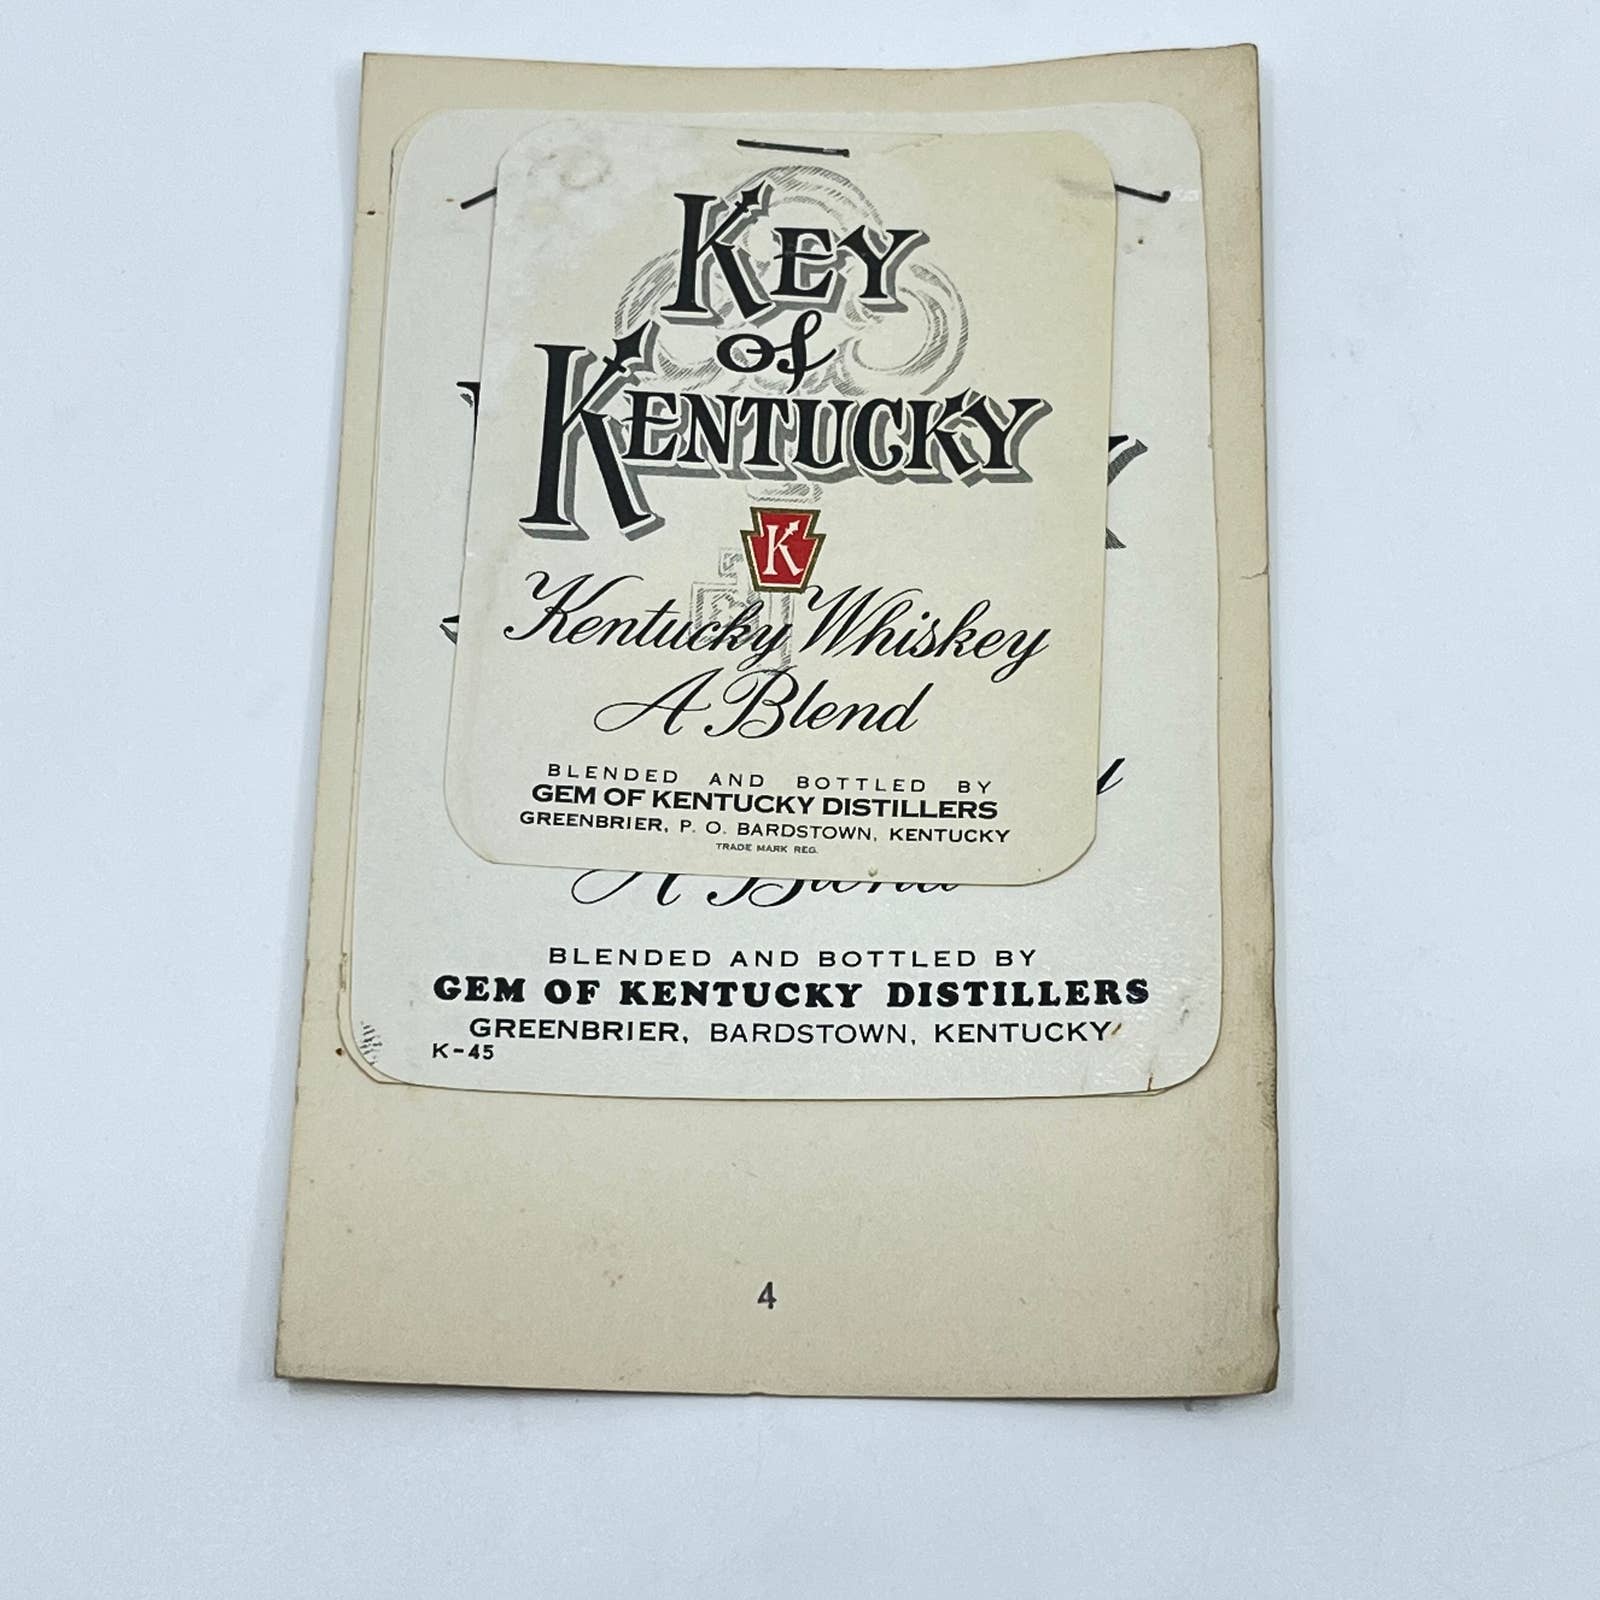 KEY
of
KENTUCKY
K
Kentucky Whiskey
A Blend
BLENDED AND BOTTLED BY
GEM OF KENTUCKY DISTILLERS
GREENBRIER, P. O. BARDSTOWN, KENTUCKY
TRADE MARK REG.
A Blend
BLENDED AND BOTTLED BY
GEM OF KENTUCKY DISTILLERS
GREENBRIER, BARDSTOWN, KENTUCKY
K-45
4